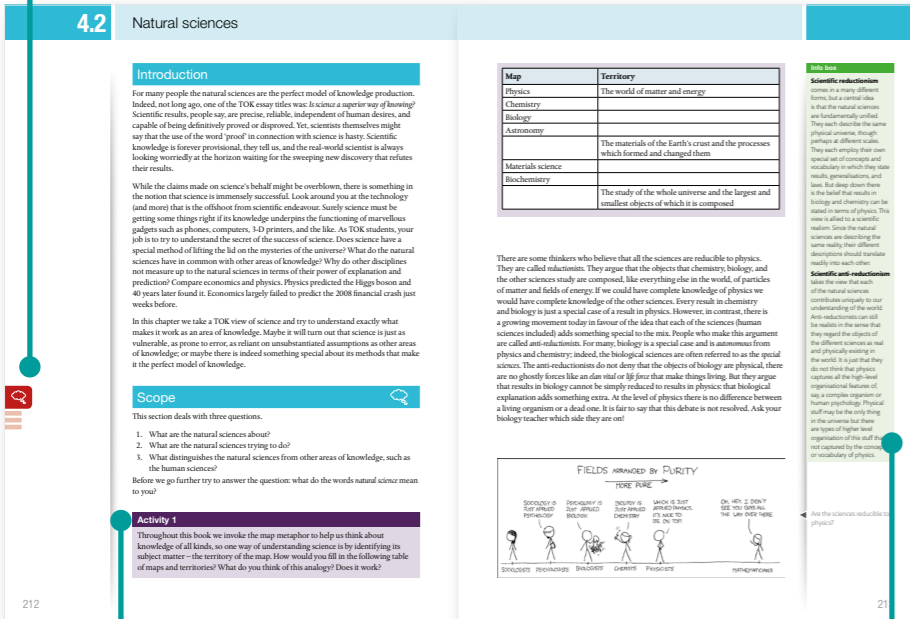 4.2
Natural sciences
Introduction
For many people the natural sciences are the perfect model of knowledge production.
Indeed, not long ago, one of the TOK essay titles was: Is science a superior way of knowing?
Scientific results, people say, are precise, reliable, independent of human desires, and
capable of being definitively proved or disproved. Yet, scientists themselves might
say that the use of the word 'proof' in connection with science is hasty. Scientific
knowledge is forever provisional, they tell us, and the real-world scientist is always
looking worriedly at the horizon waiting for the sweeping new discovery that refutes
their results.
While the claims made on science's behalf might be overblown, there is something in
the notion that science is immensely successful. Look around you at the technology
(and more) that is the offshoot from scientific endeavour. Surely science must be
getting some things right if its knowledge underpins the functioning of marvellous
gadgets such as phones, computers, 3-D printers, and the like. As TOK students, your
job is to try to understand the secret of the success of science. Does science have a
special method of lifting the lid on the mysteries of the universe? What do the natural
sciences have in common with other areas of knowledge? Why do other disciplines
not measure up to the natural sciences in terms of their power of explanation and
prediction? Compare economics and physics. Physics predicted the Higgs boson and
40 years later found it. Economics largely failed to predict the 2008 financial crash just
weeks before.
In this chapter we take a TOK view of science and try to understand exactly what
makes it work as an area of knowledge. Maybe it will turn out that science is just as
vulnerable, as prone to error, as reliant on unsubstantiated assumptions as other areas
of knowledge; or maybe there is indeed something special about its methods that make
it the perfect model of knowledge.
Scope
This section deals with three questions.
1. What are the natural sciences about?
2. What are the natural sciences trying to do?
3. What distinguishes the natural sciences from other areas of knowledge, such as
the human sciences?
Before we go further try to answer the question: what do the words natural science mean
to you?
Activity 1
Throughout this book we invoke the map metaphor to help us think about
knowledge of all kinds, so one way of understanding science is by identifying its
subject matter – the territory of the map. How would you fill in the following table
of maps and territories? What do you think of this analogy? Does it work?
212
Map Territory
Physics The world of matter and energy
Chemistry
Biology
Astronomy
The materials of the Earth's crust and the processes
which formed and changed them
Materials science
Biochemistry
The study of the whole universe and the largest and
smallest objects of which it is composed
There are some thinkers who believe that all the sciences are reducible to physics.
They are called reductionists. They argue that the objects that chemistry, biology, and
the other sciences study are composed, like everything else in the world, of particles
of matter and fields of energy. If we could have complete knowledge of physics we
would have complete knowledge of the other sciences. Every result in chemistry
and biology is just a special case of a result in physics. However, in contrast, there is
a growing movement today in favour of the idea that each of the sciences (human
sciences included) adds something special to the mix. People who make this argument
are called anti-reductionists. For many, biology is a special case and is autonomous from
physics and chemistry; indeed, the biological sciences are often referred to as the special
sciences. The anti-reductionists do not deny that the objects of biology are physical, there
are no ghostly forces like an elan vital or life force that make things living. But they argue
that results in biology cannot be simply reduced to results in physics: that biological
explanation adds something extra. At the level of physics there is no difference between
a living organism or a dead one. It is fair to say that this debate is not resolved. Ask your
biology teacher which side they are on!
FIELDS ARRANGED BY PURITY
MORE PURE
SOCIOLOGY IS
JUST APPLIED
PSYCHOLOGY
PSYCHOLOGY IS
JUST APPLIED
BIOLOGY.
BIOLOGY IS
JUST APPLIED
CHEMISTRY
WHICH IS JUST
APPLIED PHYSICS.
IT'S NICE TO
BE ON TOP.
OH, HEY, I DIDN'T
SEE YOU GUYS ALL
THE WAY OVER THERE.
SOCIOLOGISTS PSYCHOLOGISTS BIOLOGISTS CHEMISTS PHYSICISTS MATHEMATICIANS
Info box
Scientific reductionism
comes in a many different
forms, but a central idea
is that the natural sciences
are fundamentally unified.
They each describe the same
physical universe, though
perhaps at different scales.
They each employ their own
special set of concepts and
vocabulary in which they state
results, generalisations, and
laws. But deep down there
is the belief that results in
biology and chemistry can be
stated in terms of physics. This
view is allied to a scientific
realism. Since the natural
sciences are describing the
same reality, their different
descriptions should translate
readily into each other.
Scientific anti-reductionism
takes the view that each
of the natural sciences
contributes uniquely to our
understanding of the world.
Anti-reductionists can still
be realists in the sense that
they regard the objects of
the different sciences as real
and physically existing in
the world. It is just that they
do not think that physics
captures all the high-level
organisational features of,
say, a complex organism or
human psychology. Physical
stuff may be the only thing
in the universe but there
are types of higher level
organisation of this stuff
not captured by the
or vocabulary of physics.
Are the sciences reducible to
physics?